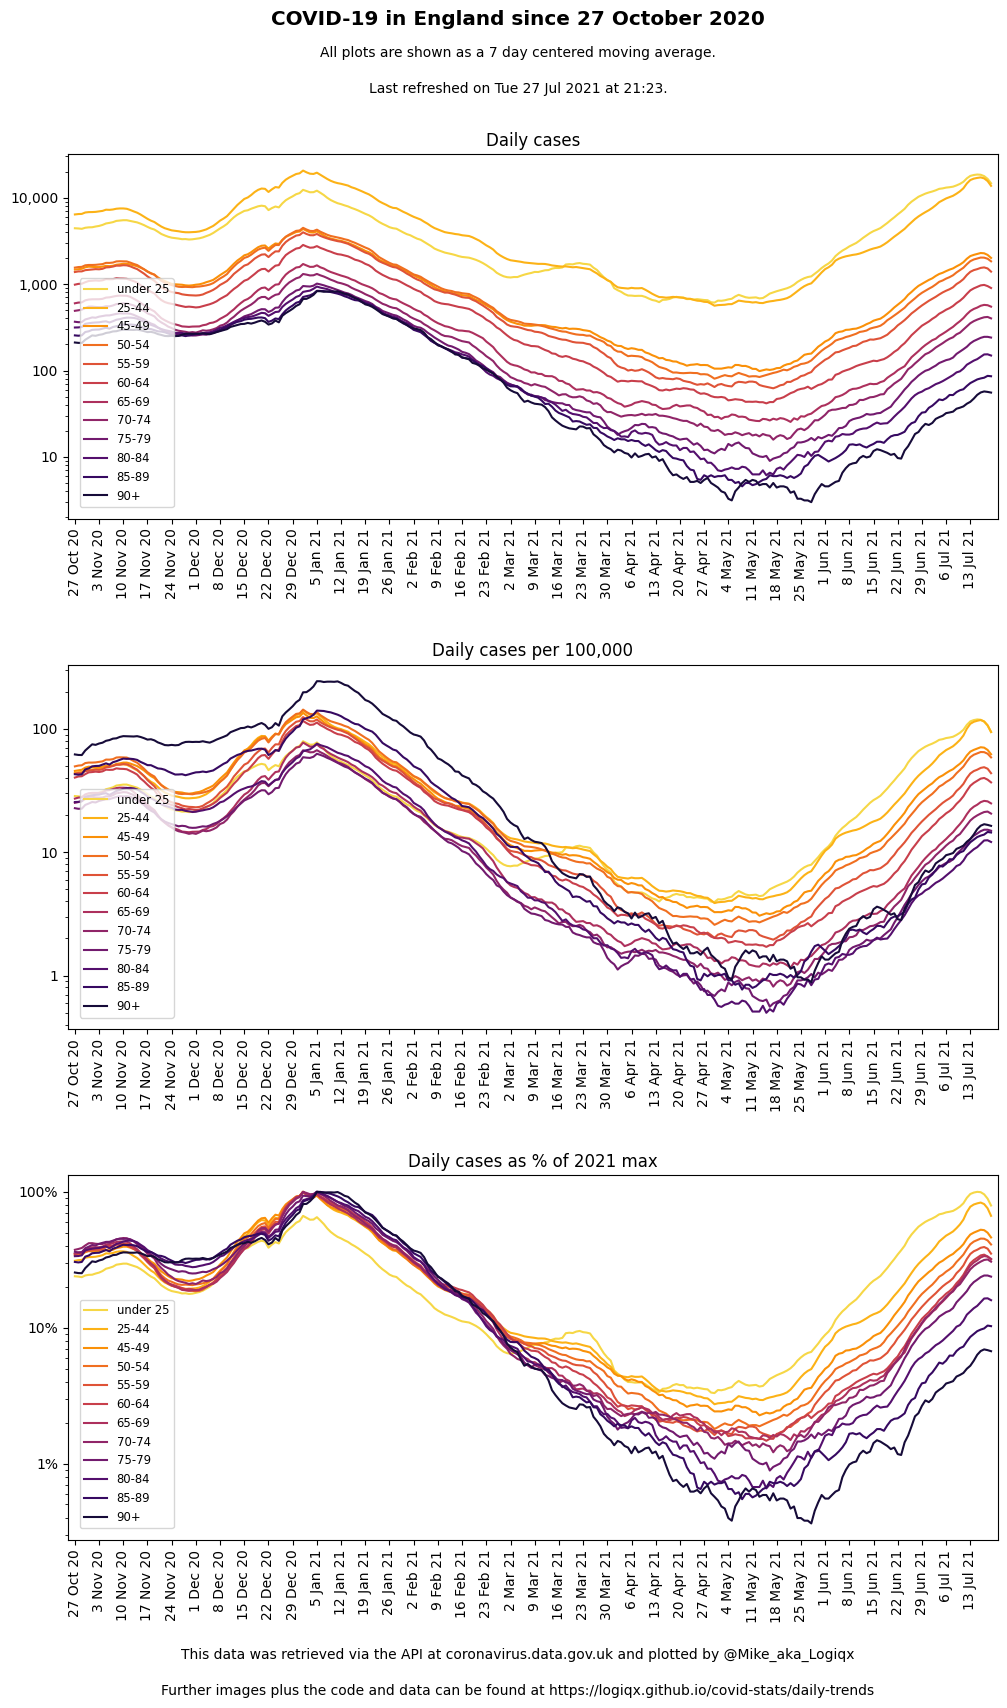 COVID-19 in England since 27 October 2020
All plots are shown as a 7 day centered moving average.
Last refreshed on Tue 27 Jul 2021 at 21:23.
Daily cases
10,000
1,000
100
10
under 25
25-44
45-49
50-54
55-59
60-64
65-69
70-74
75-79
80-84
85-89
90+
27 Oct 20
3 Nov 20
10 Nov 20
17 Nov 20
24 Nov 20
1 Dec 20
8 Dec 20
15 Dec 20
22 Dec 20
29 Dec 20
5 Jan 21
12 Jan 21
19 Jan 21
26 Jan 21
2 Feb 21
9 Feb 21
16 Feb 21
23 Feb 21
2 Mar 21
9 Mar 21
16 Mar 21
23 Mar 21
30 Mar 21
6 Apr 21
13 Apr 21
20 Apr 21
27 Apr 21
4 May 21
11 May 21
18 May 21
25 May 21
1 Jun 21
8 Jun 21
15 Jun 21
22 Jun 21
29 Jun 21
6 Jul 21
13 Jul 21
Daily cases per 100,000
100
10
1
under 25
25-44
45-49
50-54
55-59
60-64
65-69
70-74
75-79
80-84
85-89
90+
27 Oct 20
3 Nov 20
10 Nov 20
17 Nov 20
24 Nov 20
1 Dec 20
8 Dec 20
15 Dec 20
22 Dec 20
29 Dec 20
5 Jan 21
12 Jan 21
19 Jan 21
26 Jan 21
2 Feb 21
9 Feb 21
16 Feb 21
23 Feb 21
2 Mar 21
9 Mar 21
16 Mar 21
23 Mar 21
30 Mar 21
6 Apr 21
13 Apr 21
20 Apr 21
27 Apr 21
4 May 21
11 May 21
18 May 21
25 May 21
1 Jun 21
8 Jun 21
15 Jun 21
22 Jun 21
29 Jun 21
6 Jul 21
13 Jul 21
Daily cases as % of 2021 max
100%
10%
1%
under 25
25-44
45-49
50-54
55-59
60-64
65-69
70-74
75-79
80-84
85-89
90+
27 Oct 20
3 Nov 20
10 Nov 20
17 Nov 20
24 Nov 20
1 Dec 20
8 Dec 20
15 Dec 20
22 Dec 20
29 Dec 20
5 Jan 21
12 Jan 21
19 Jan 21
26 Jan 21
2 Feb 21
9 Feb 21
16 Feb 21
23 Feb 21
2 Mar 21
9 Mar 21
16 Mar 21
23 Mar 21
30 Mar 21
6 Apr 21
13 Apr 21
20 Apr 21
27 Apr 21
4 May 21
11 May 21
18 May 21
25 May 21
1 Jun 21
8 Jun 21
15 Jun 21
22 Jun 21
29 Jun 21
6 Jul 21
13 Jul 21
This data was retrieved via the API at coronavirus.data.gov.uk and plotted by @Mike_aka_Logiqx
Further images plus the code and data can be found at https://logiqx.github.io/covid-stats/daily-trends